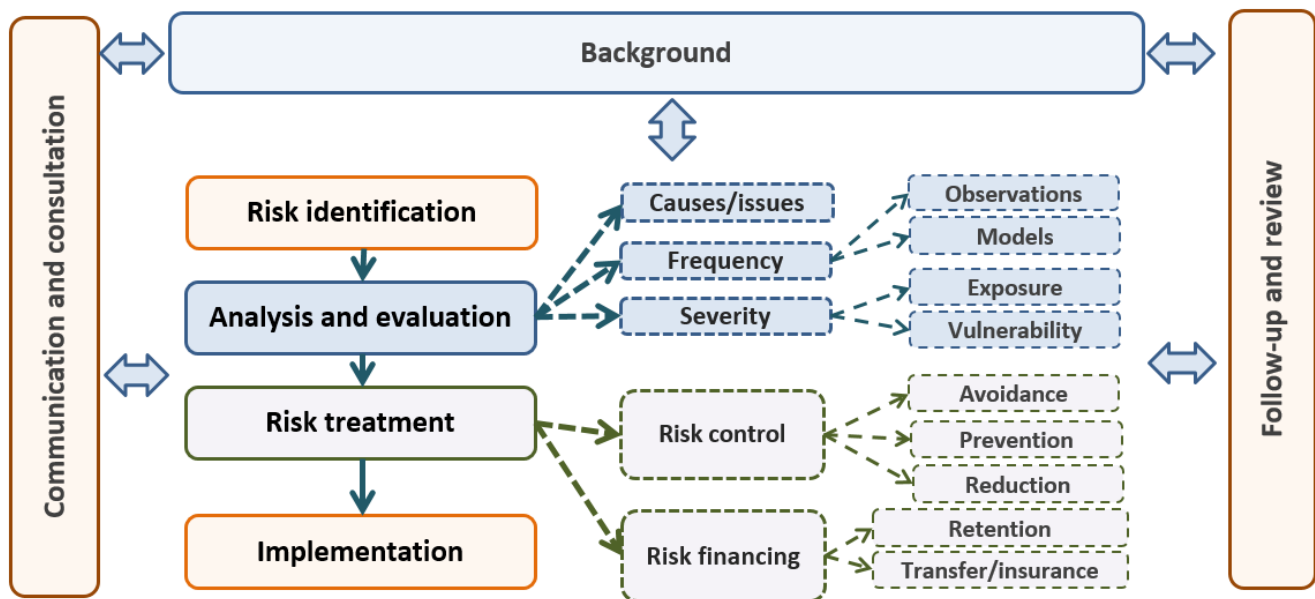 Communication and consultation
Background
Follow-up and review
Risk identification
Analysis and evaluation
Risk treatment
Implementation
Causes/issues
Frequency
Severity
Observations
Models
Exposure
Vulnerability
Risk control
Risk financing
Avoidance
Prevention
Reduction
Retention
Transfer/insurance